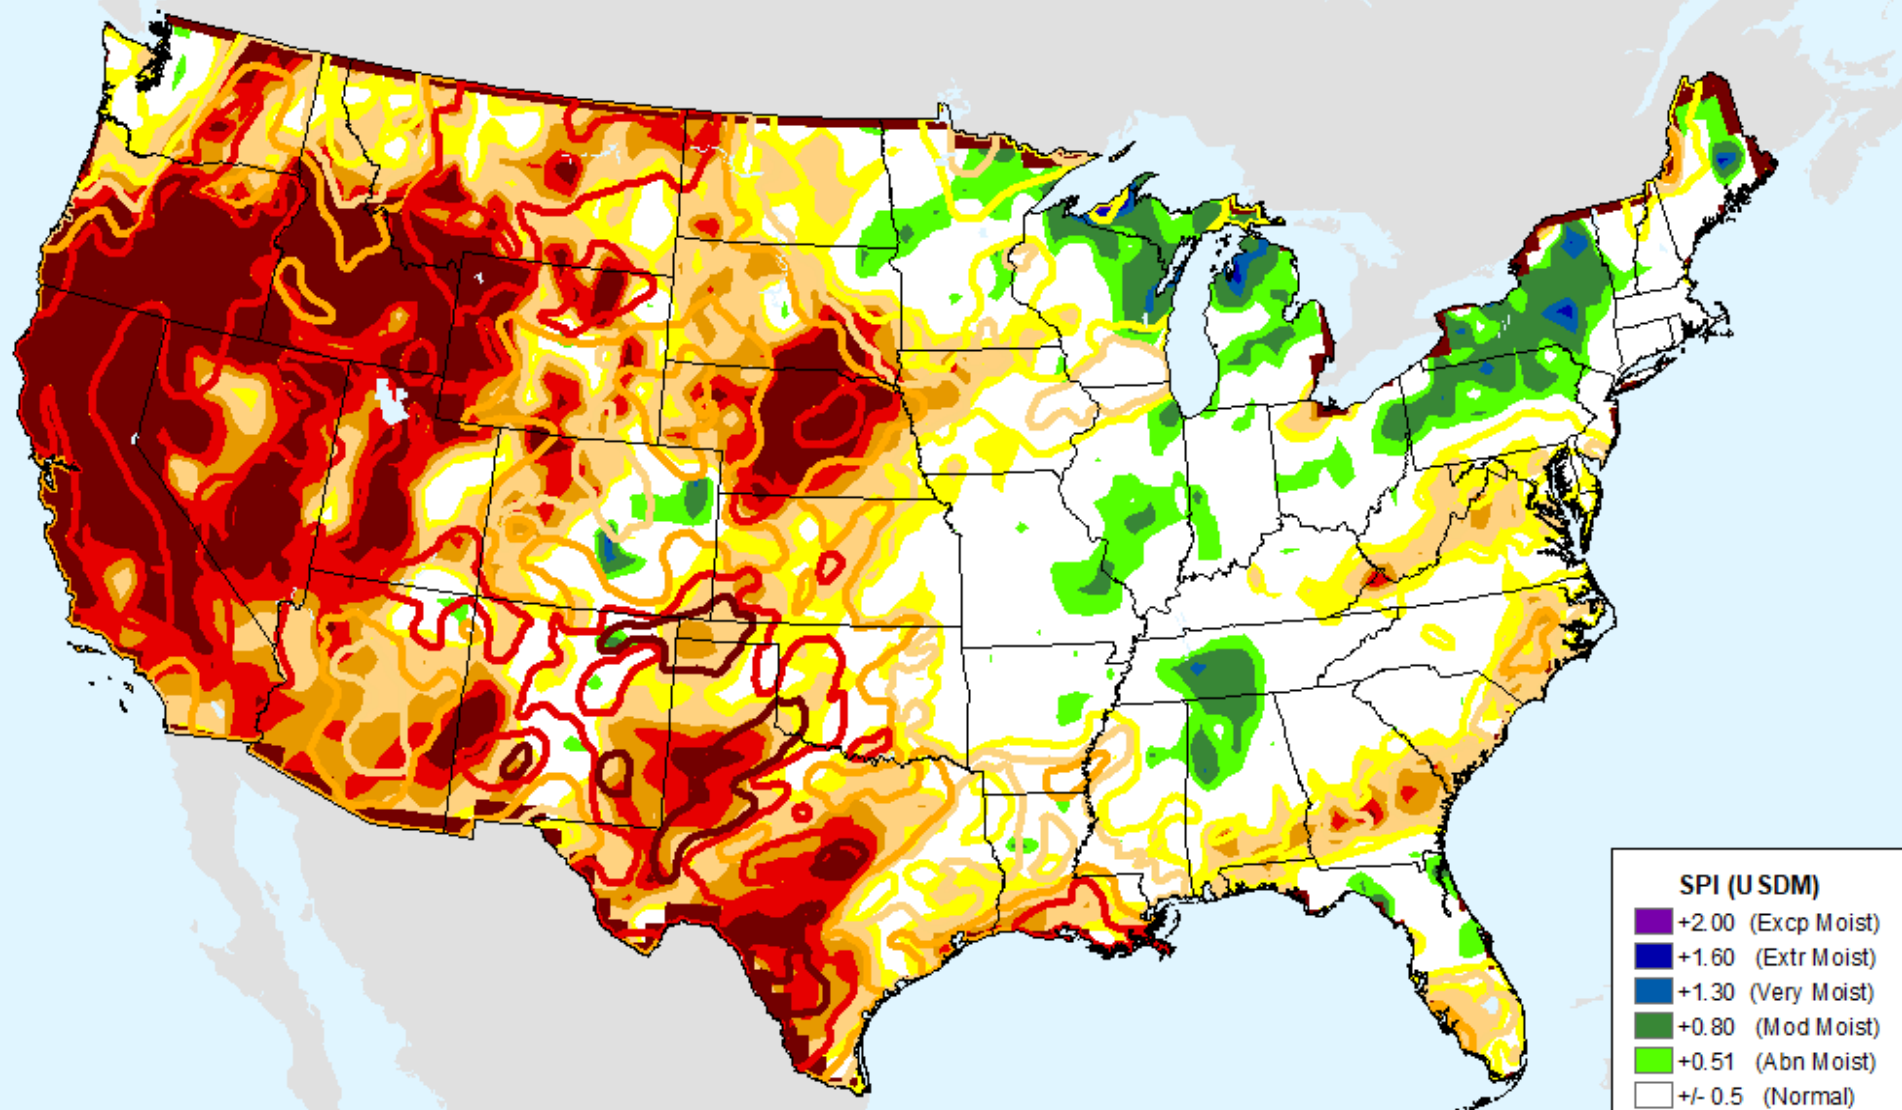 SPI (USDM)
+2.00 (Excp Moist)
+1.60 (Extr Moist)
+1.30 (Very Moist)
+0.80 (Mod Moist)
+0.51 (Abn Moist)
+/- 0.5 (Normal)